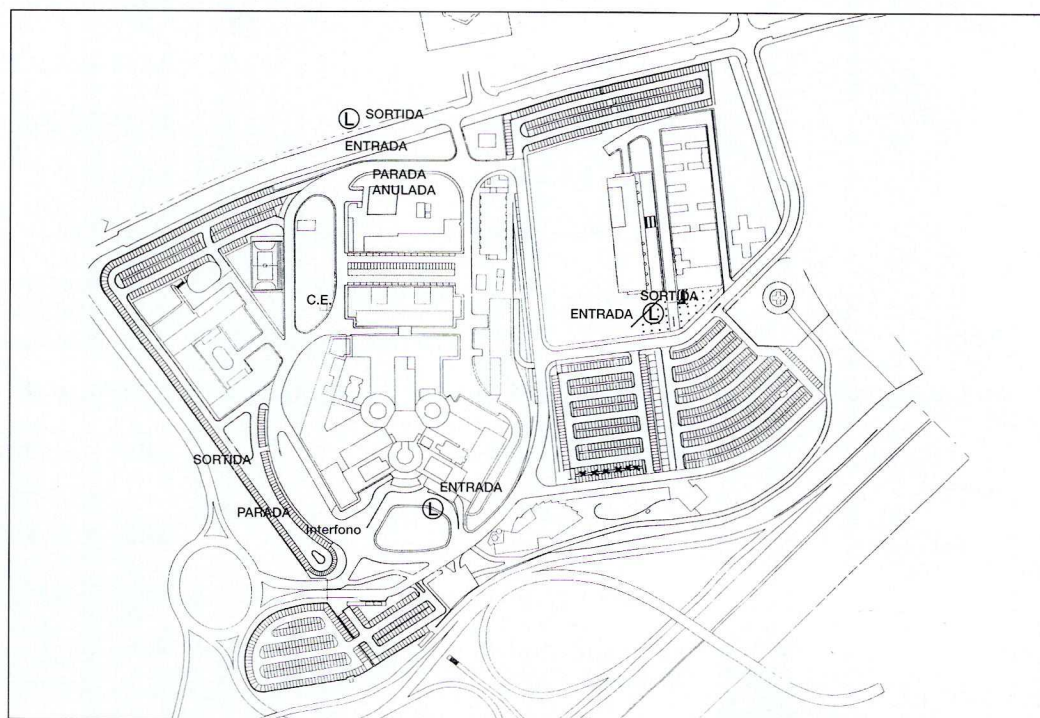 L SORTIDA
ENTRADA
PARADA
ANULADA
C.E.
SORTIDA
ENTRADA L
SORTIDA
ENTRADA
L
PARADA
Interfono